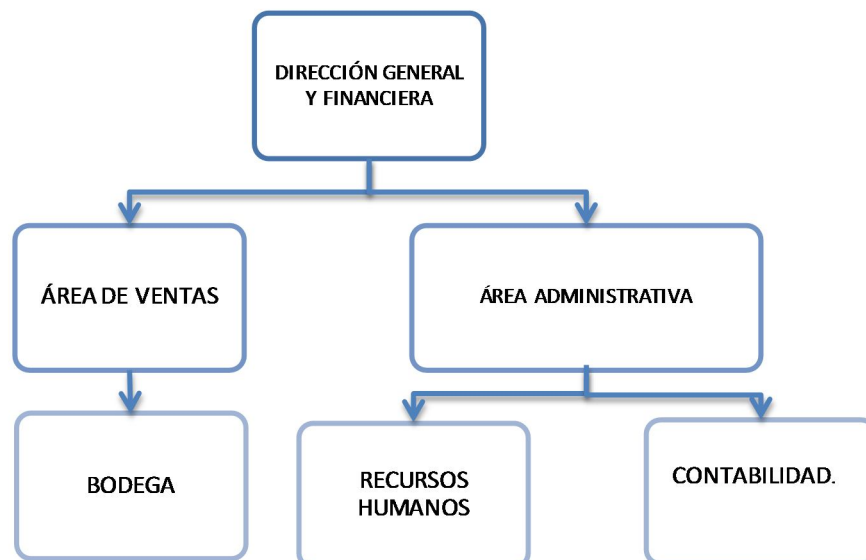 DIRECCIÓN GENERAL
Y FINANCIERA
ÁREA DE VENTAS
ÁREA ADMINISTRATIVA
BODEGA
RECURSOS
HUMANOS
CONTABILIDAD.